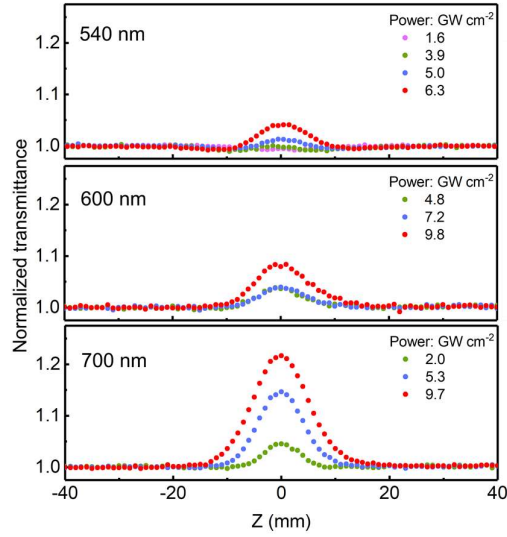 Normalized transmittance
540 nm
Power: GW cm-2
1.6
3.9
5.0
6.3
1.2
1.1
1.0
600 nm
Power: GW cm-2
4.8
7.2
9.8
1.2
1.1
1.0
700 nm
Power: GW cm-2
2.0
5.3
9.7
1.2
1.1
1.0
-40 -20 0 20 40
Z (mm)